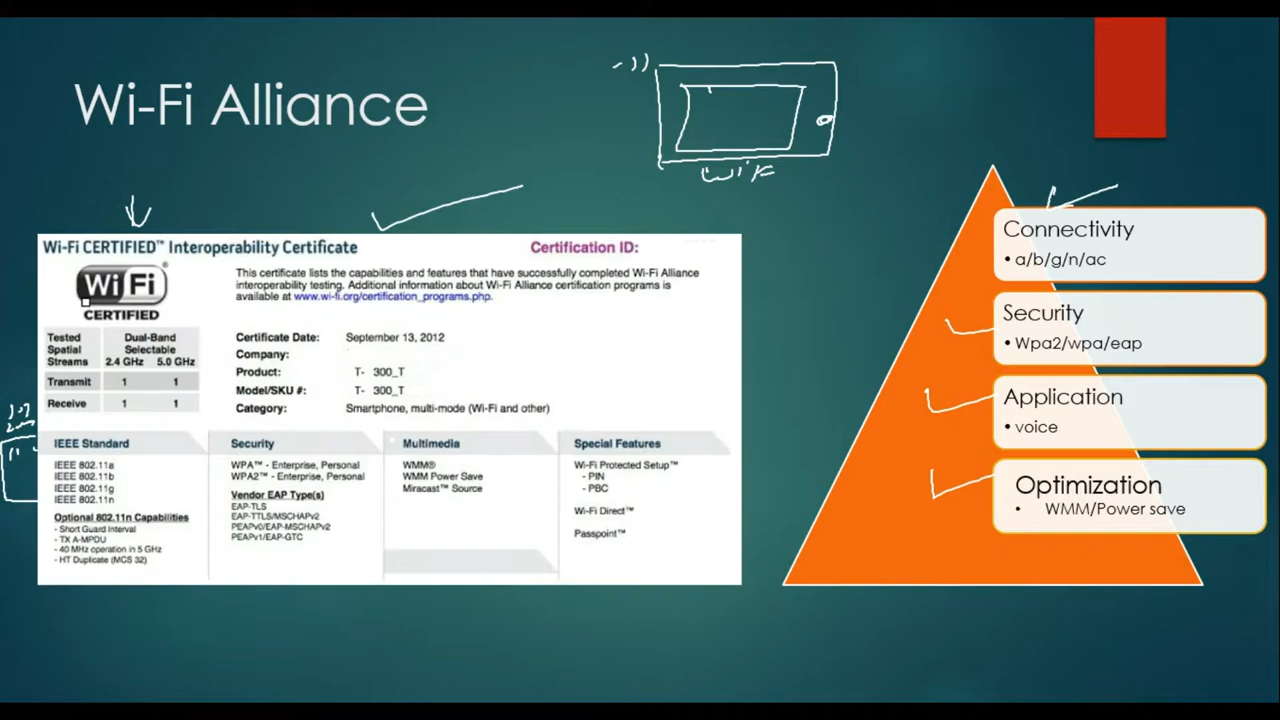 Wi-Fi Alliance
Wi-Fi CERTIFIED™ Interoperability Certificate
Certification ID:
This certificate lists the capabilities and features that have successfully completed Wi-Fi Alliance
interoperability testing. Additional information about Wi-Fi Alliance certification programs is
available at www.wi-fi.org/certification_programs.php.
Wi Fi®
CERTIFIED
Tested Spatial Streams
Dual-Band Selectable
2.4 GHz 5.0 GHz
Transmit 1 1
Receive 1 1
Certificate Date: September 13, 2012
Company:
Product: T- 300_T
Model/SKU #: T- 300_T
Category: Smartphone, multi-mode (Wi-Fi and other)
IEEE Standard
IEEE 802.11a
IEEE 802.11b
IEEE 802.11g
IEEE 802.11n
Optional 802.11n Capabilities
- Short Guard Interval
- TX A-MPDU
- 40 MHz operation in 5 GHz
- HT Duplicate (MCS 32)
Security
WPA™ - Enterprise, Personal
WPA2™ - Enterprise, Personal
Vendor EAP Type(s)
EAP-TLS
EAP-TTLS/MSCHAPv2
PEAPv0/EAP-MSCHAPv2
PEAPv1/EAP-GTC
Multimedia
WMM®
WMM Power Save
Miracast™ Source
Special Features
Wi-Fi Protected Setup™
- PIN
- PBC
Wi-Fi Direct™
Passpoint™
Connectivity
• a/b/g/n/ac
Security
• Wpa2/wpa/eap
Application
• voice
Optimization
• WMM/Power save